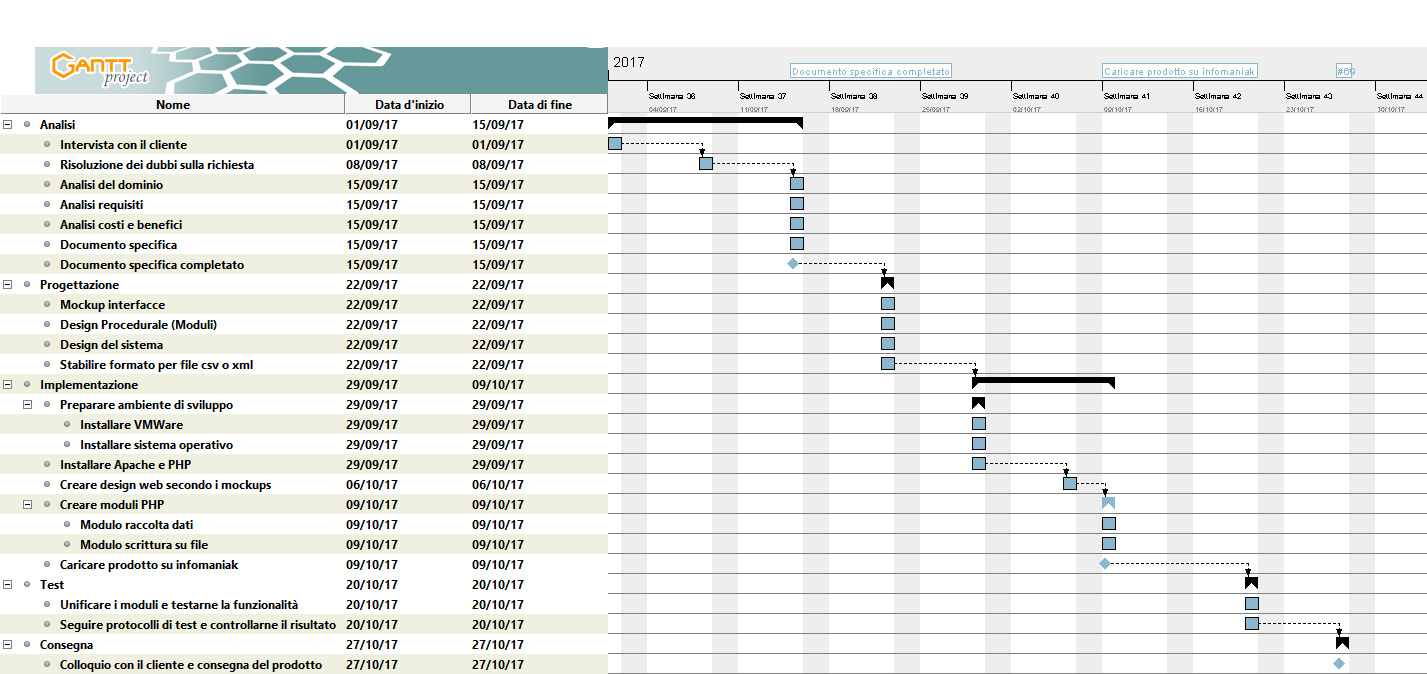 GANTT
project
2017
Documento specifica completato
Caricare prodotto su infomaniak
#69
Settimana 36
Settimana 37
Settimana 38
Settimana 39
Settimana 40
Settimana 41
Settimana 42
Settimana 43
Settimana 44
04/09/17
11/09/17
18/09/17
25/09/17
02/10/17
09/10/17
16/10/17
23/10/17
30/10/17
Nome Data d'inizio Data di fine
Analisi 01/09/17 15/09/17
Intervista con il cliente 01/09/17 01/09/17
Risoluzione dei dubbi sulla richiesta 08/09/17 08/09/17
Analisi del dominio 15/09/17 15/09/17
Analisi requisiti 15/09/17 15/09/17
Analisi costi e benefici 15/09/17 15/09/17
Documento specifica 15/09/17 15/09/17
Documento specifica completato 15/09/17 15/09/17
Progettazione 22/09/17 22/09/17
Mockup interfacce 22/09/17 22/09/17
Design Procedurale (Moduli) 22/09/17 22/09/17
Design del sistema 22/09/17 22/09/17
Stabilire formato per file csv o xml 22/09/17 22/09/17
Implementazione 29/09/17 09/10/17
Preparare ambiente di sviluppo 29/09/17 29/09/17
Installare VMWare 29/09/17 29/09/17
Installare sistema operativo 29/09/17 29/09/17
Installare Apache e PHP 29/09/17 29/09/17
Creare design web secondo i mockups 06/10/17 06/10/17
Creare moduli PHP 09/10/17 09/10/17
Modulo raccolta dati 09/10/17 09/10/17
Modulo scrittura su file 09/10/17 09/10/17
Caricare prodotto su infomaniak 09/10/17 09/10/17
Test 20/10/17 20/10/17
Unificare i moduli e testarne la funzionalità 20/10/17 20/10/17
Seguire protocolli di test e controllarne il risultato 20/10/17 20/10/17
Consegna 27/10/17 27/10/17
Colloquio con il cliente e consegna del prodotto 27/10/17 27/10/17